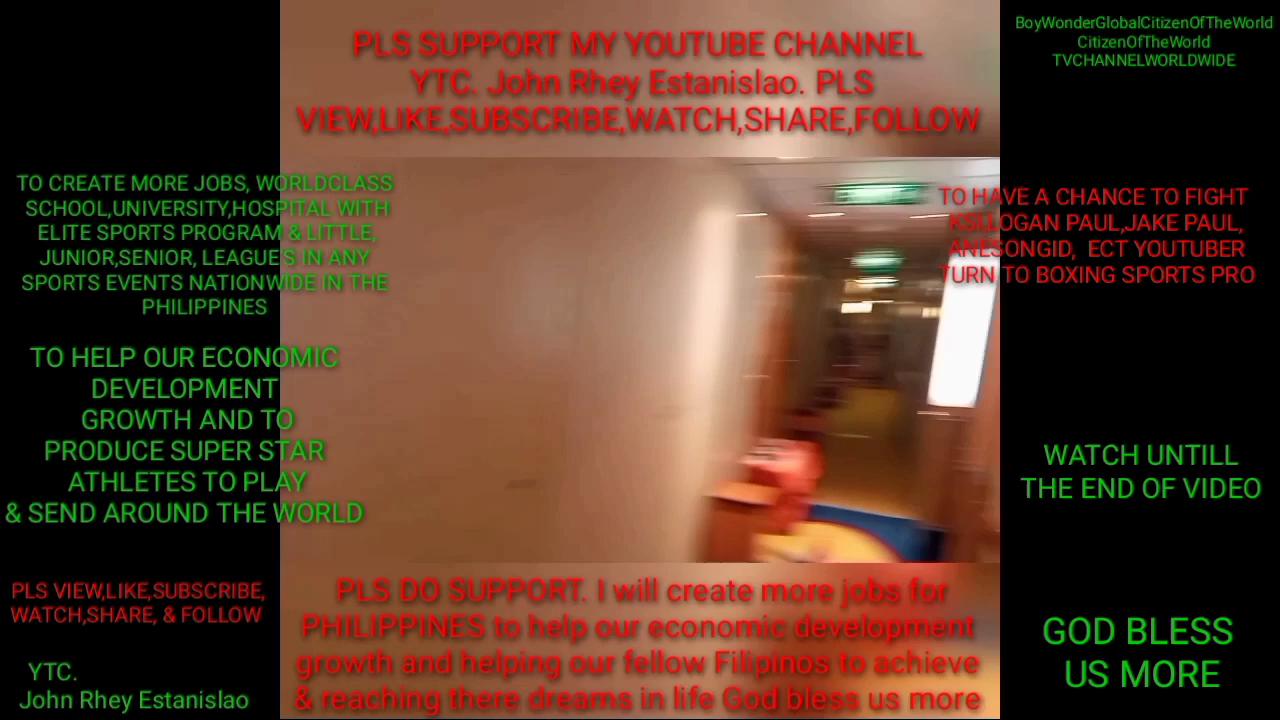 PLS SUPPORT MY YOUTUBE CHANNEL
YTC. John Rhey Estanislao. PLS
VIEW,LIKE,SUBSCRIBE,WATCH,SHARE,FOLLOW
BoyWonderGlobalCitizenOfTheWorld
CitizenOfTheWorld
TVCHANNELWORLDWIDE
TO CREATE MORE JOBS, WORLDCLASS
SCHOOL,UNIVERSITY,HOSPITAL WITH
ELITE SPORTS PROGRAM & LITTLE,
JUNIOR,SENIOR, LEAGUE'S IN ANY
SPORTS EVENTS NATIONWIDE IN THE
PHILIPPINES
TO HELP OUR ECONOMIC
DEVELOPMENT
GROWTH AND TO
PRODUCE SUPER STAR
ATHLETES TO PLAY
& SEND AROUND THE WORLD
PLS VIEW,LIKE,SUBSCRIBE,
WATCH,SHARE, & FOLLOW
YTC.
John Rhey Estanislao
TO HAVE A CHANCE TO FIGHT
KSI,LOGAN PAUL,JAKE PAUL,
ANESONGID, ECT YOUTUBER
TURN TO BOXING SPORTS PRO
WATCH UNTILL
THE END OF VIDEO
GOD BLESS
US MORE
PLS DO SUPPORT. I will create more jobs for
PHILIPPINES to help our economic development
growth and helping our fellow Filipinos to achieve
& reaching there dreams in life God bless us more